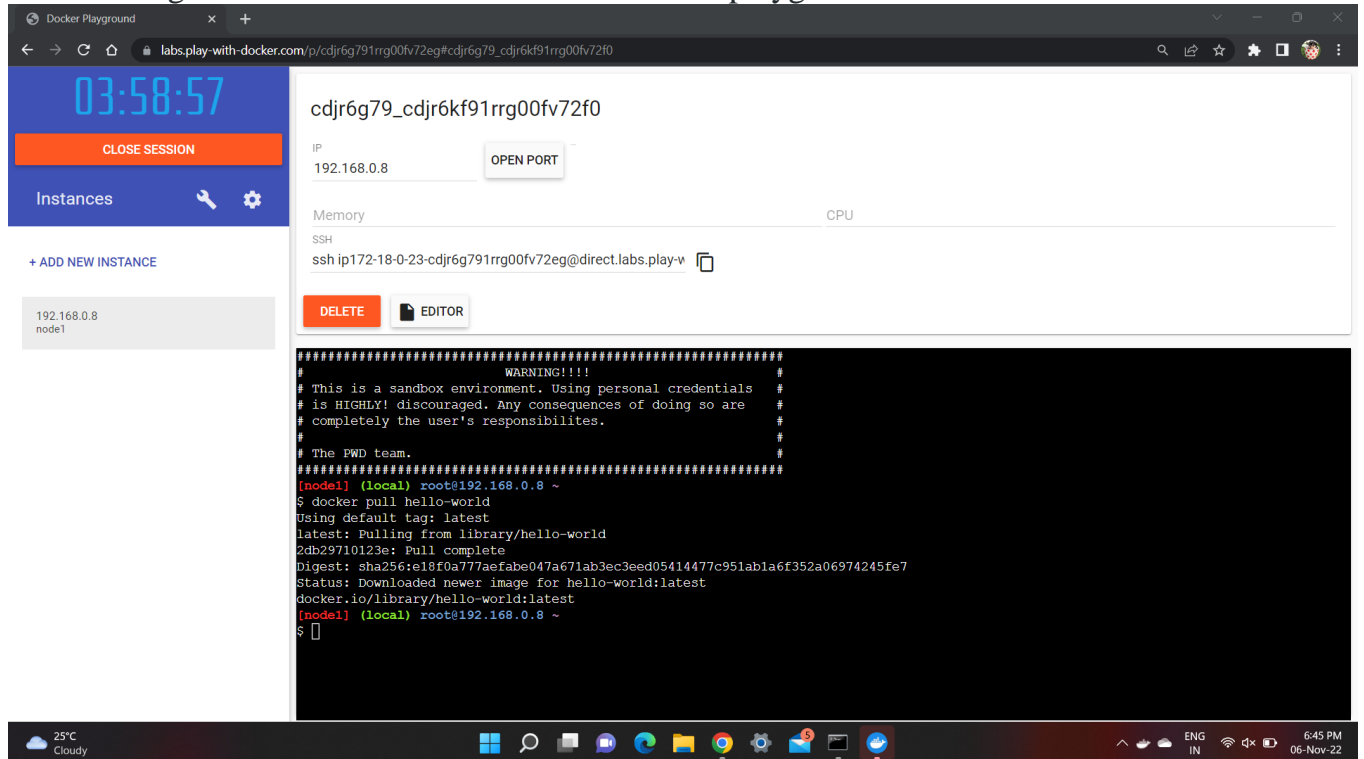 Docker Playground
labs.play-with-docker.com/p/cdjr6g791rrg00fv72eg#cdjr6g79_cdjr6kf91rrg00fv72f0
03:58:57
CLOSE SESSION
Instances
+ ADD NEW INSTANCE
192.168.0.8
node1
cdjr6g79_cdjr6kf91rrg00fv72f0
IP
192.168.0.8
OPEN PORT
Memory CPU
SSH
ssh ip172-18-0-23-cdjr6g791rrg00fv72eg@direct.labs.play-w
DELETE EDITOR
###############################################################
# WARNING!!!! #
# This is a sandbox environment. Using personal credentials #
# is HIGHLY! discouraged. Any consequences of doing so are #
# completely the user's responsibilites. #
# #
# The PWD team. #
###############################################################
[node1] (local) root@192.168.0.8 ~
$ docker pull hello-world
Using default tag: latest
latest: Pulling from library/hello-world
2db29710123e: Pull complete
Digest: sha256:e18f0a777aefabe047a671ab3ec3eed05414477c951ab1a6f352a06974245fe7
Status: Downloaded newer image for hello-world:latest
docker.io/library/hello-world:latest
[node1] (local) root@192.168.0.8 ~
$
25°C
Cloudy
5
ENG
IN
6:45 PM
06-Nov-22